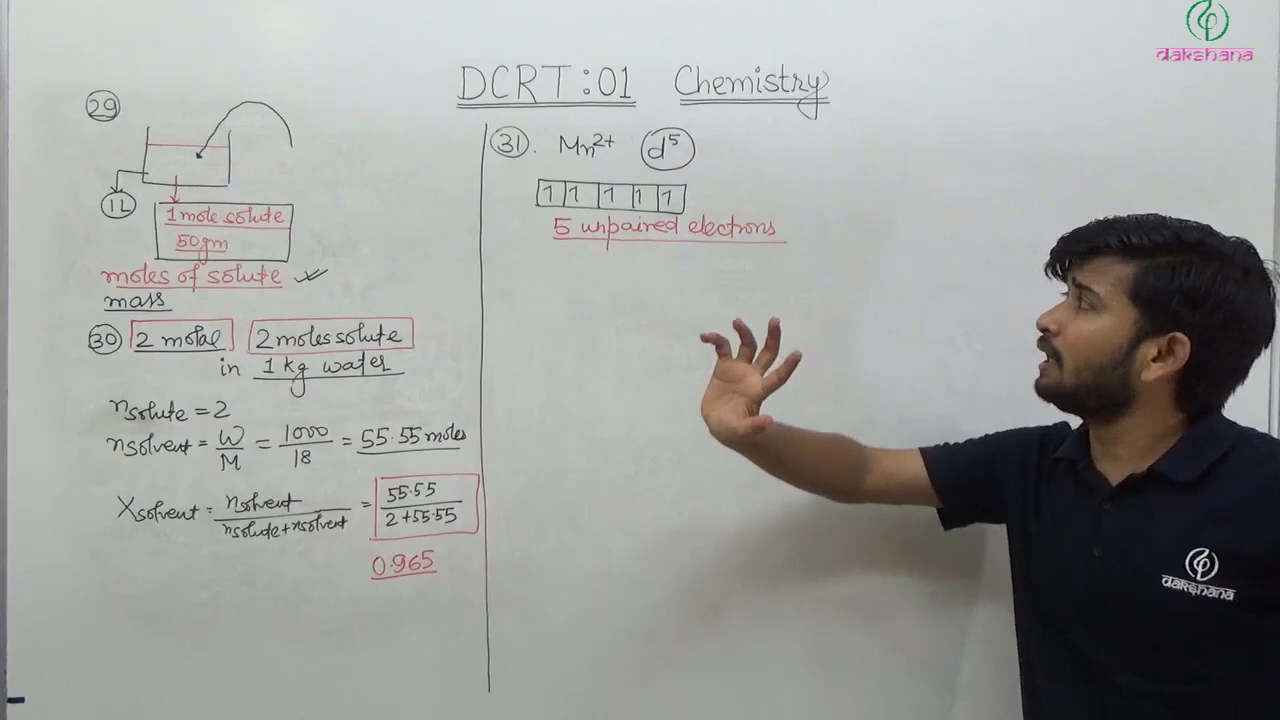 dakshana
DCRT:01 Chemistry
29
1L
1 mole solute
50gm
moles of solute ✓
mass
30 2 molal 2 moles solute
in 1 kg water
nsolute = 2
nsolvent = W/M = 1000/18 = 55.55 moles
Xsolvent = nsolvent/nsolute+nsolvent = 55.55/2+55.55
0.965
31. Mn²⁺ d⁵
1 1 1 1 1
5 unpaired electrons
dakshana